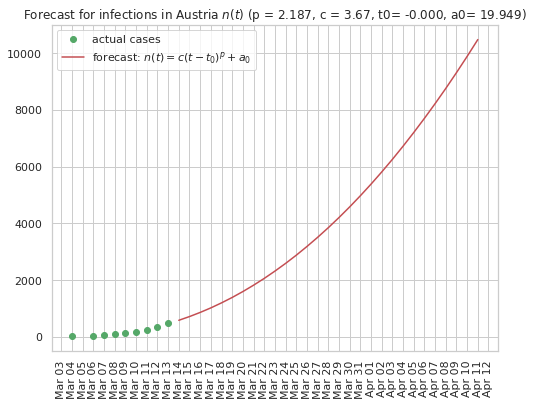 Forecast for infections in Austria n(t) (p = 2.187, c = 3.67, t0= -0.000, a0= 19.949)
actual cases
forecast: n(t) = c(t − t₀)ᵖ + a₀
10000
8000
6000
4000
2000
0
Mar 03
Mar 04
Mar 05
Mar 06
Mar 07
Mar 08
Mar 09
Mar 10
Mar 11
Mar 12
Mar 13
Mar 14
Mar 15
Mar 16
Mar 17
Mar 18
Mar 19
Mar 20
Mar 21
Mar 22
Mar 23
Mar 24
Mar 25
Mar 26
Mar 27
Mar 28
Mar 29
Mar 30
Mar 31
Apr 01
Apr 02
Apr 03
Apr 04
Apr 05
Apr 06
Apr 07
Apr 08
Apr 09
Apr 10
Apr 11
Apr 12